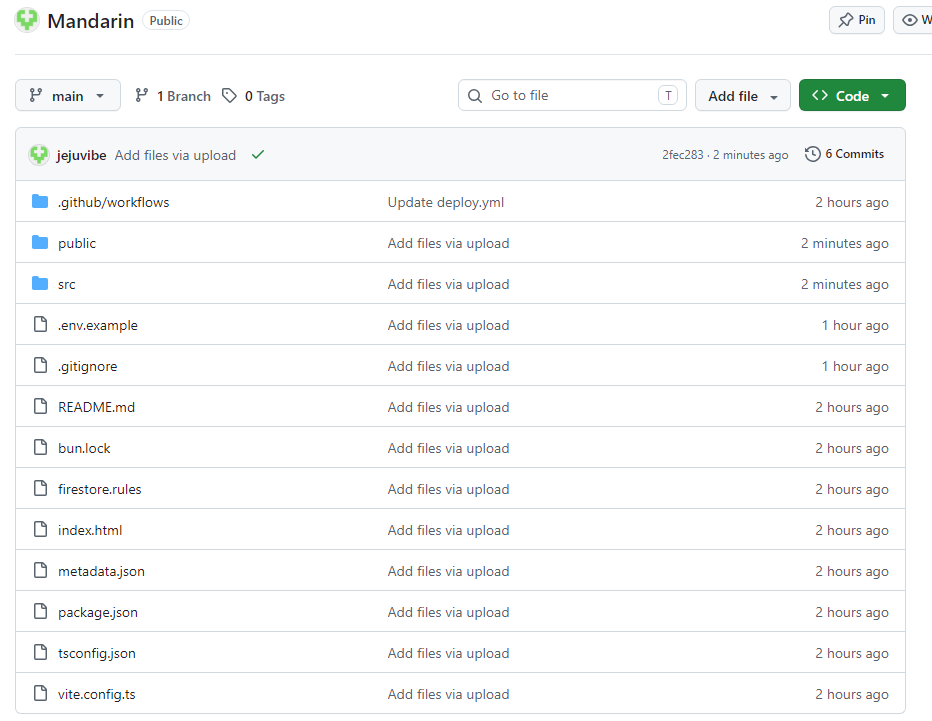 Mandarin Public Pin
main 1 Branch 0 Tags Go to file T Add file Code
jejuvibe Add files via upload 2fec283 · 2 minutes ago 6 Commits
.github/workflows Update deploy.yml 2 hours ago
public Add files via upload 2 minutes ago
src Add files via upload 2 minutes ago
.env.example Add files via upload 1 hour ago
.gitignore Add files via upload 1 hour ago
README.md Add files via upload 2 hours ago
bun.lock Add files via upload 2 hours ago
firestore.rules Add files via upload 2 hours ago
index.html Add files via upload 2 hours ago
metadata.json Add files via upload 2 hours ago
package.json Add files via upload 2 hours ago
tsconfig.json Add files via upload 2 hours ago
vite.config.ts Add files via upload 2 hours ago